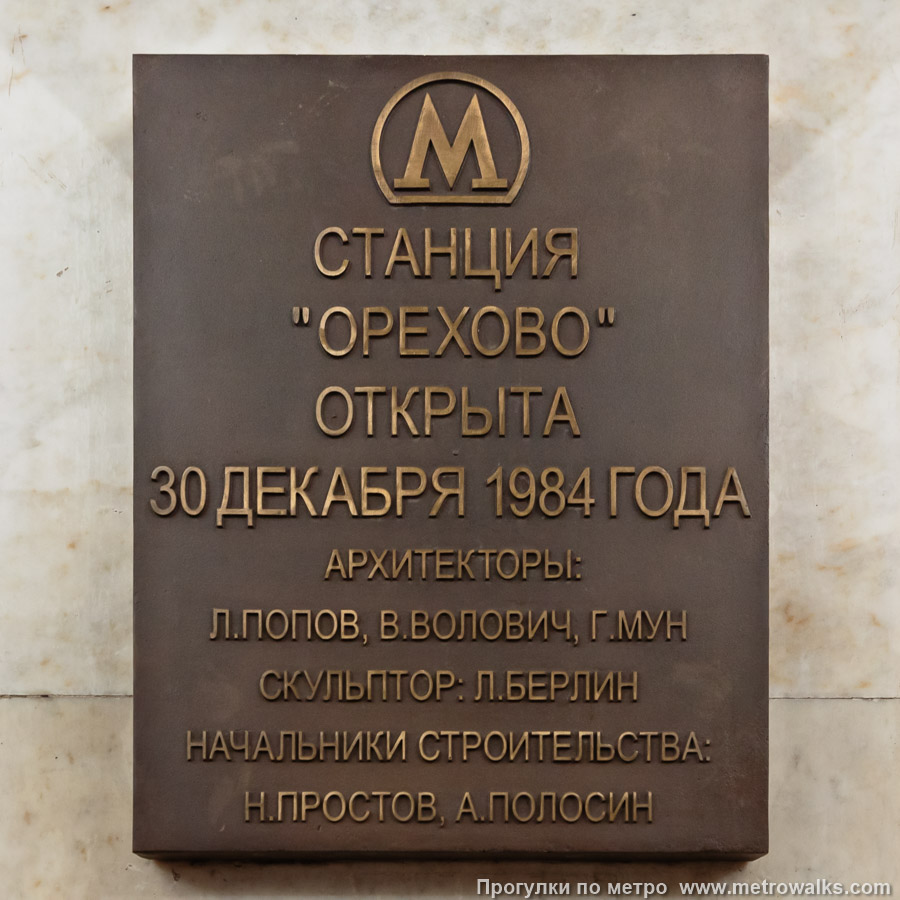 М
СТАНЦИЯ
"ОРЕХОВО"
ОТКРЫТА
30 ДЕКАБРЯ 1984 ГОДА
АРХИТЕКТОРЫ:
Л.ПОПОВ, В.ВОЛОВИЧ, Г.МУН
СКУЛЬПТОР: Л.БЕРЛИН
НАЧАЛЬНИКИ СТРОИТЕЛЬСТВА:
Н.ПРОСТОВ, А.ПОЛОСИН
Прогулки по метро www.metrowalks.com